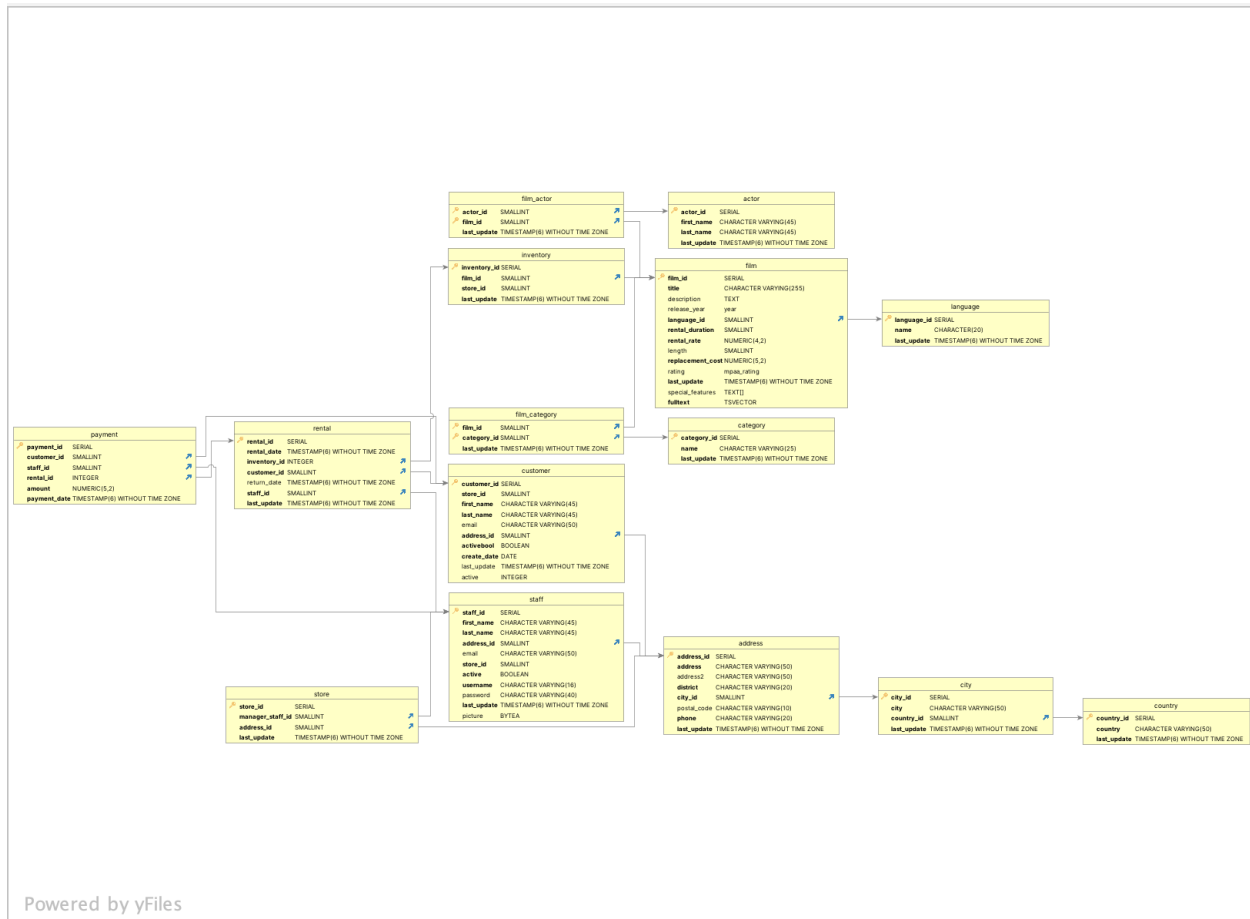 film_actor
actor_id SMALLINT
film_id SMALLINT
last_update TIMESTAMP(6) WITHOUT TIME ZONE
actor
actor_id SERIAL
first_name CHARACTER VARYING(45)
last_name CHARACTER VARYING(45)
last_update TIMESTAMP(6) WITHOUT TIME ZONE
inventory
inventory_id SERIAL
film_id SMALLINT
store_id SMALLINT
last_update TIMESTAMP(6) WITHOUT TIME ZONE
film
film_id SERIAL
title CHARACTER VARYING(255)
description TEXT
release_year year
language_id SMALLINT
rental_duration SMALLINT
rental_rate NUMERIC(4,2)
length SMALLINT
replacement_cost NUMERIC(5,2)
rating mpaa_rating
last_update TIMESTAMP(6) WITHOUT TIME ZONE
special_features TEXT[]
fulltext TSVECTOR
language
language_id SERIAL
name CHARACTER(20)
last_update TIMESTAMP(6) WITHOUT TIME ZONE
payment
payment_id SERIAL
customer_id SMALLINT
staff_id SMALLINT
rental_id INTEGER
amount NUMERIC(5,2)
payment_date TIMESTAMP(6) WITHOUT TIME ZONE
rental
rental_id SERIAL
rental_date TIMESTAMP(6) WITHOUT TIME ZONE
inventory_id INTEGER
customer_id SMALLINT
return_date TIMESTAMP(6) WITHOUT TIME ZONE
staff_id SMALLINT
last_update TIMESTAMP(6) WITHOUT TIME ZONE
film_category
film_id SMALLINT
category_id SMALLINT
last_update TIMESTAMP(6) WITHOUT TIME ZONE
category
category_id SERIAL
name CHARACTER VARYING(25)
last_update TIMESTAMP(6) WITHOUT TIME ZONE
customer
customer_id SERIAL
store_id SMALLINT
first_name CHARACTER VARYING(45)
last_name CHARACTER VARYING(45)
email CHARACTER VARYING(50)
address_id SMALLINT
activebool BOOLEAN
create_date DATE
last_update TIMESTAMP(6) WITHOUT TIME ZONE
active INTEGER
staff
staff_id SERIAL
first_name CHARACTER VARYING(45)
last_name CHARACTER VARYING(45)
address_id SMALLINT
email CHARACTER VARYING(50)
store_id SMALLINT
active BOOLEAN
username CHARACTER VARYING(16)
password CHARACTER VARYING(40)
last_update TIMESTAMP(6) WITHOUT TIME ZONE
picture BYTEA
store
store_id SERIAL
manager_staff_id SMALLINT
address_id SMALLINT
last_update TIMESTAMP(6) WITHOUT TIME ZONE
address
address_id SERIAL
address CHARACTER VARYING(50)
address2 CHARACTER VARYING(50)
district CHARACTER VARYING(20)
city_id SMALLINT
postal_code CHARACTER VARYING(10)
phone CHARACTER VARYING(20)
last_update TIMESTAMP(6) WITHOUT TIME ZONE
city
city_id SERIAL
city CHARACTER VARYING(50)
country_id SMALLINT
last_update TIMESTAMP(6) WITHOUT TIME ZONE
country
country_id SERIAL
country CHARACTER VARYING(50)
last_update TIMESTAMP(6) WITHOUT TIME ZONE
Powered by yFiles